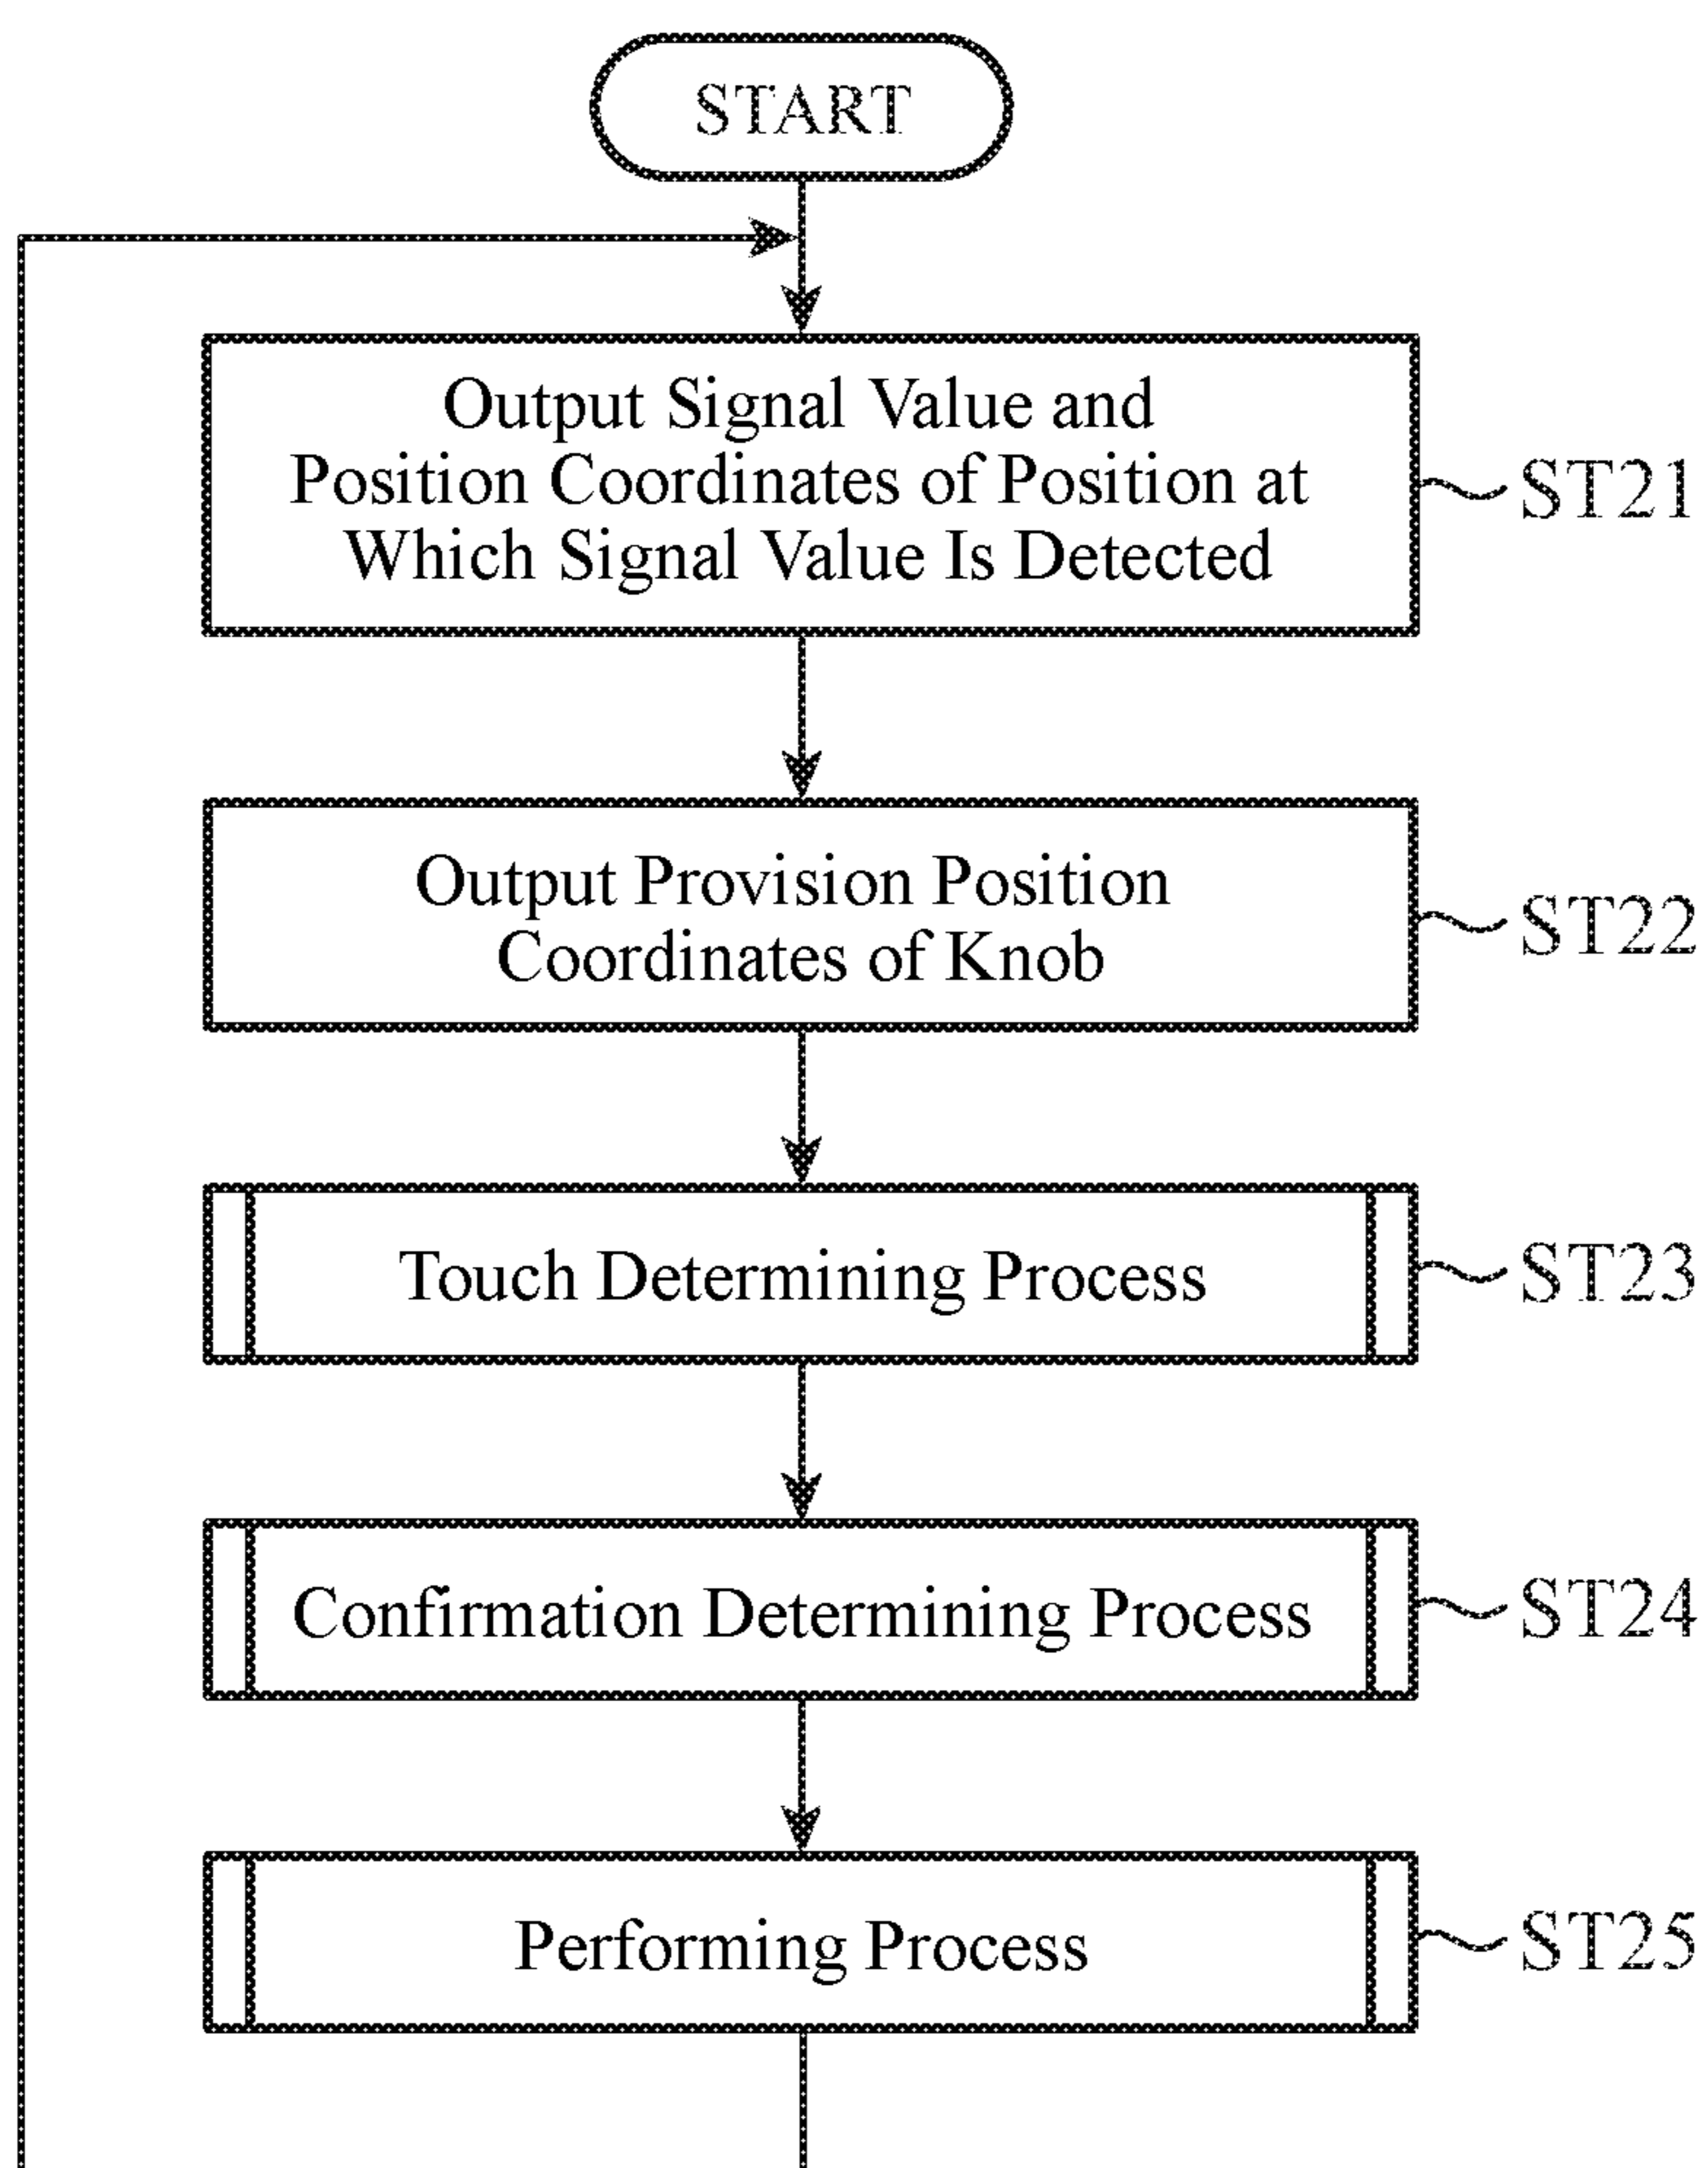 START
Output Signal Value and
Position Coordinates of Position at
Which Signal Value Is Detected
ST21
Output Provision Position
Coordinates of Knob
ST22
Touch Determining Process
ST23
Confirmation Determining Process
ST24
Performing Process
ST25